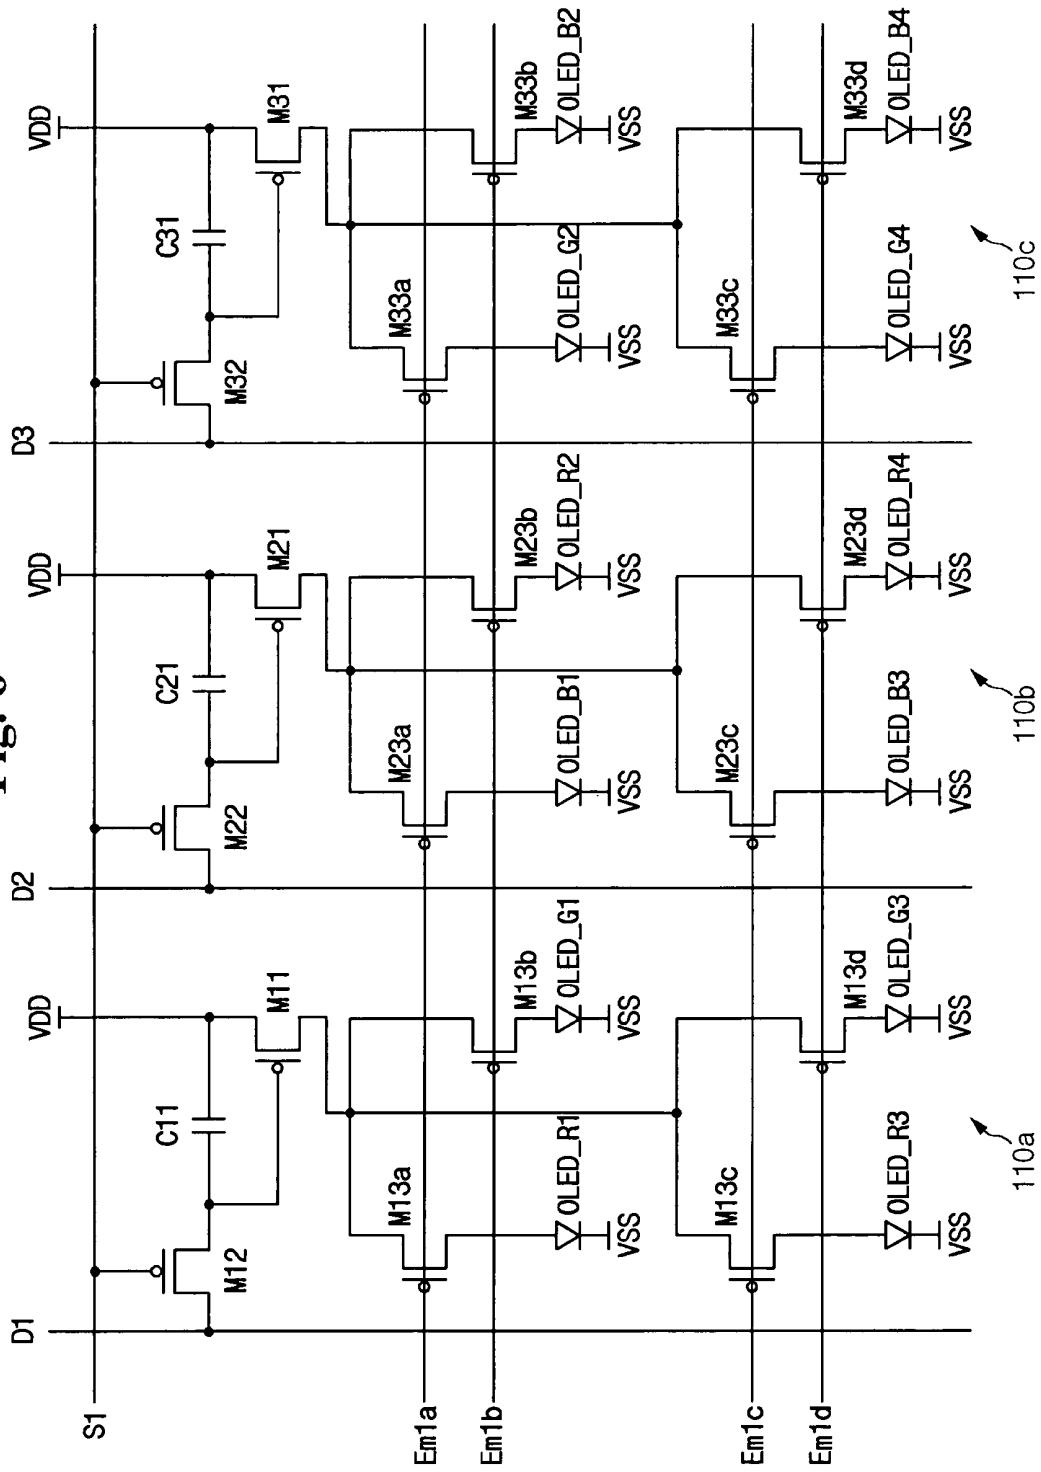 Fig. 6
D1
D2
D3
S1
VDD
VDD
VDD
C11
C21
C31
M12
M11
M22
M21
M32
M31
M13a
M23a
M33a
Em1a
Em1b
M13b
M23b
M33b
OLED_R1
OLED_G1
OLED_B1
OLED_R2
OLED_G2
OLED_B2
VSS
VSS
VSS
VSS
VSS
VSS
M13c
M23c
M33c
Em1c
Em1d
M13d
M23d
M33d
OLED_R3
OLED_G3
OLED_B3
OLED_R4
OLED_G4
OLED_B4
VSS
VSS
VSS
VSS
VSS
VSS
110a
110b
110c